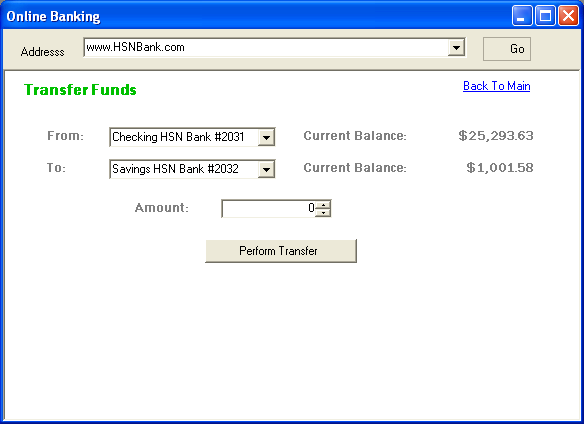 Online Banking
Addresss www.HSNBank.com Go
Transfer Funds Back To Main
From: Checking HSN Bank #2031 Current Balance: $25,293.63
To: Savings HSN Bank #2032 Current Balance: $1,001.58
Amount: 0
Perform Transfer